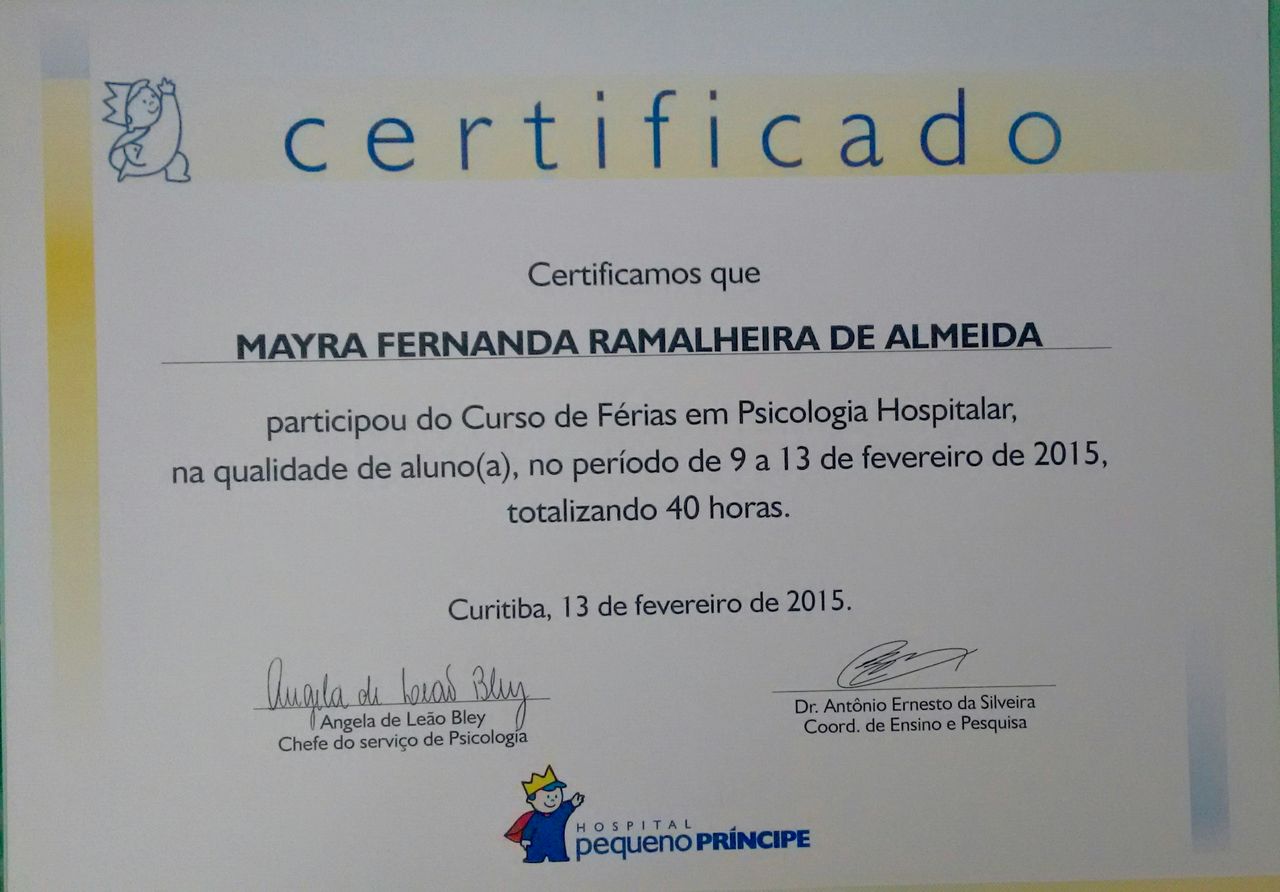 certificado
Certificamos que
MAYRA FERNANDA RAMALHEIRA DE ALMEIDA
participou do Curso de Férias em Psicologia Hospitalar,
na qualidade de aluno(a), no período de 9 a 13 de fevereiro de 2015,
totalizando 40 horas.
Curitiba, 13 de fevereiro de 2015.
Angela de Leão Bley
Angela de Leão Bley
Chefe do serviço de Psicologia
Dr. Antônio Ernesto da Silveira
Coord. de Ensino e Pesquisa
HOSPITAL
pequeno PRÍNCIPE